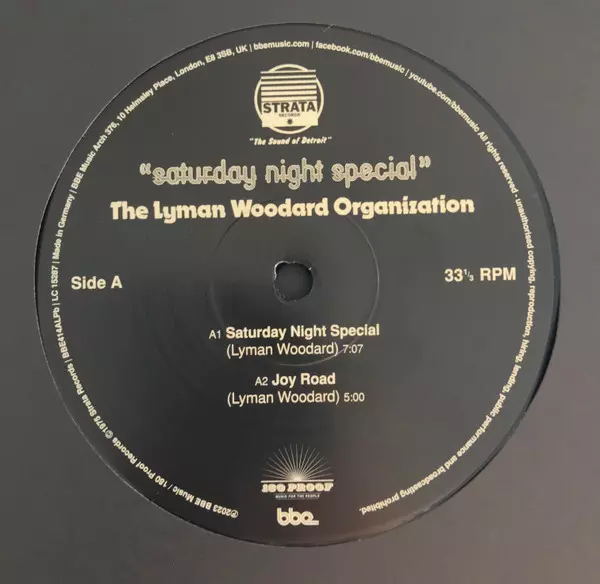 ℗2023 BBE Music / 180 Proof Records ©1975 Strata Records | BBE414ALPb | LC 15397 | Made in Germany | BBE Music Arch 376, 10 Helmsley Place, London, E8 3SB, UK | bbemusic.com | facebook.com/bbemusic | youtube.com/bbemusic All rights reserved - unauthorised copying, reproduction, hiring, lending, public performance and broadcasting prohibited.
STRATA
RECORDS
"The Sound of Detroit"
"saturday night special"
The Lyman Woodard Organization
Side A
33 1/3 RPM
A1 Saturday Night Special
(Lyman Woodard) 7:07
A2 Joy Road
(Lyman Woodard) 5:00
180 PROOF
MUSIC FOR THE PEOPLE
bbe